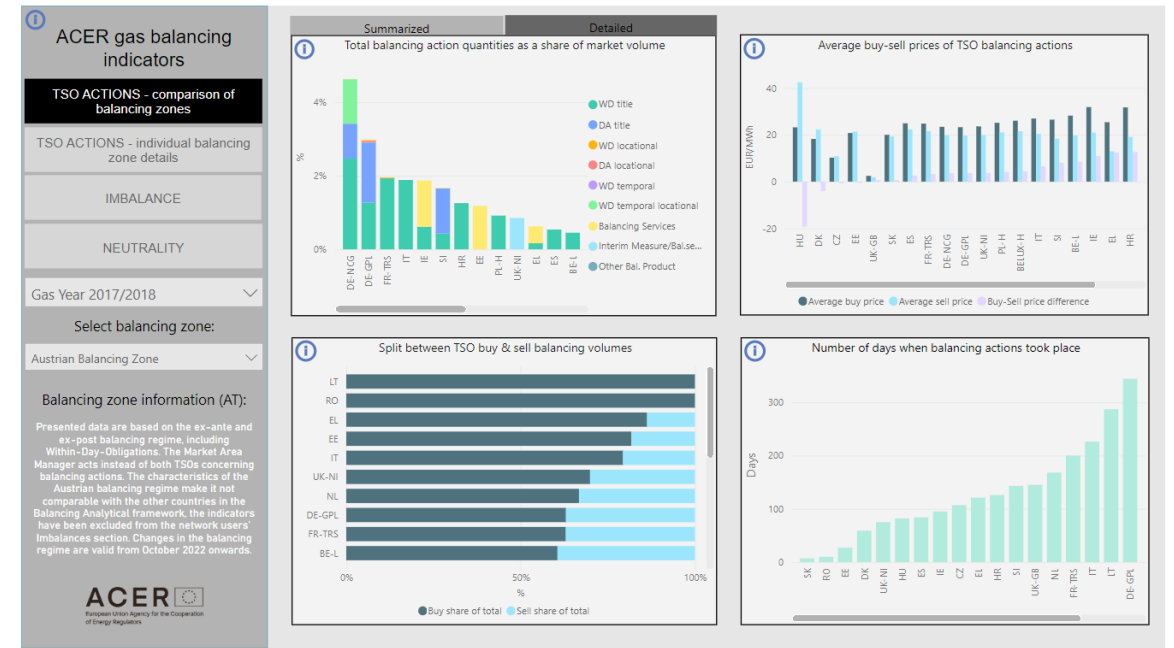 ACER gas balancing
indicators
TSO ACTIONS - comparison of
balancing zones
TSO ACTIONS - individual balancing
zone details
IMBALANCE
NEUTRALITY
Gas Year 2017/2018
Select balancing zone:
Austrian Balancing Zone
Balancing zone information (AT):
Presented data are based on the ex-ante and
ex-post balancing regime, including
Within-Day-Obligations. The Market Area
Manager acts instead of both TSOs concerning
balancing actions. The characteristics of the
Austrian balancing regime make it not
comparable with the other countries in the
Balancing Analytical framework, the indicators
have been excluded from the network users'
Imbalances section. Changes in the balancing
regime are valid from October 2022 onwards.
ACER
European Union Agency for the Cooperation
of Energy Regulators
Summarized
Detailed
Total balancing action quantities as a share of market volume
4%
2%
0%
%
DE-NCG
DE-GPL
FR-TRS
IT
IE
SI
HR
EE
PL-H
UK-NI
EL
ES
BE-L
WD title
DA title
WD locational
DA locational
WD temporal
WD temporal locational
Balancing Services
Interim Measure/Bal.se...
Other Bal. Product
Average buy-sell prices of TSO balancing actions
40
20
0
-20
EUR/MWh
HU
DK
CZ
EE
UK-GB
SK
ES
FR-TRS
DE-NCG
DE-GPL
UK-NI
PL-H
BELUX-H
IT
SI
BE-L
IE
EL
HR
Average buy price Average sell price Buy-Sell price difference
Split between TSO buy & sell balancing volumes
LT
RO
EL
EE
IT
UK-NI
NL
DE-GPL
FR-TRS
BE-L
0% 50% 100%
%
Buy share of total Sell share of total
Number of days when balancing actions took place
300
200
100
0
Days
SK
RO
EE
DK
UK-NI
HU
ES
IE
CZ
EL
HR
SI
UK-GB
NL
FR-TRS
IT
LT
DE-GPL